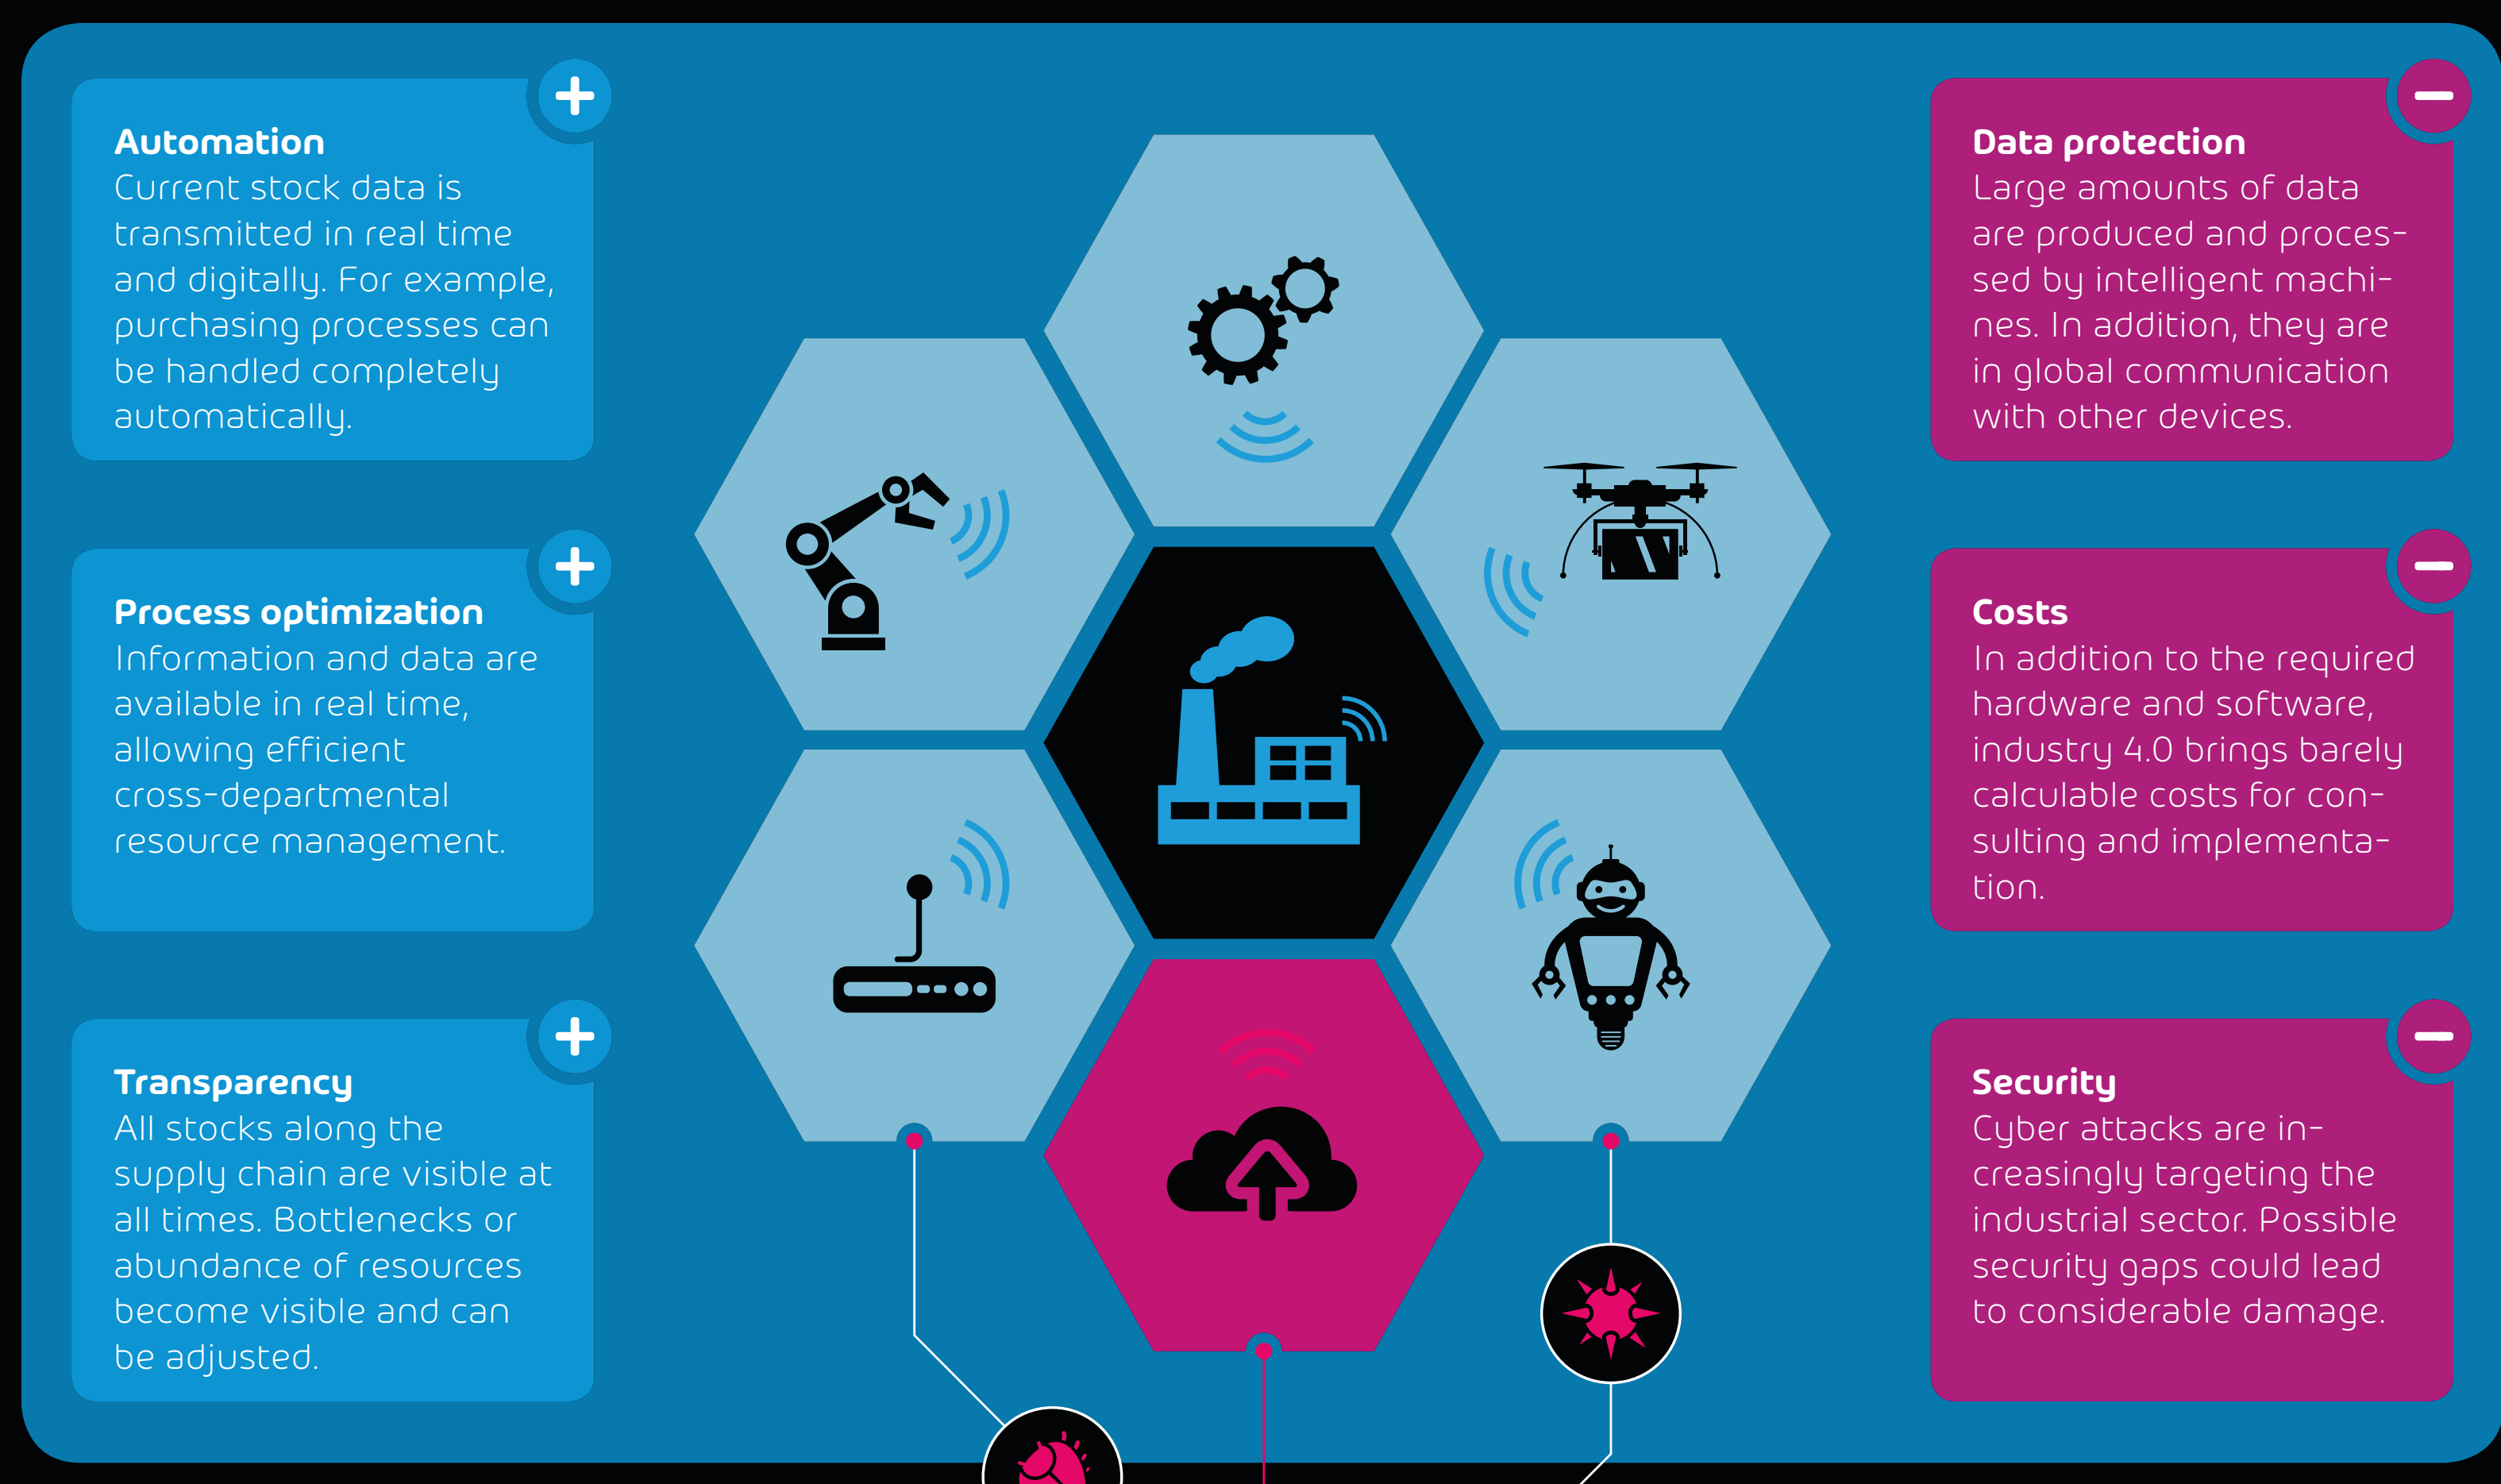 Automation
Current stock data is
transmitted in real time
and digitally. For example,
purchasing processes can
be handled completely
automatically.
Process optimization
Information and data are
available in real time,
allowing efficient
cross-departmental
resource management.
Transparency
All stocks along the
supply chain are visible at
all times. Bottlenecks or
abundance of resources
become visible and can
be adjusted.
Data protection
Large amounts of data
are produced and proces-
sed by intelligent machi-
nes. In addition, they are
in global communication
with other devices.
Costs
In addition to the required
hardware and software,
industry 4.0 brings barely
calculable costs for con-
sulting and implementa-
tion.
Security
Cyber attacks are in-
creasingly targeting the
industrial sector. Possible
security gaps could lead
to considerable damage.